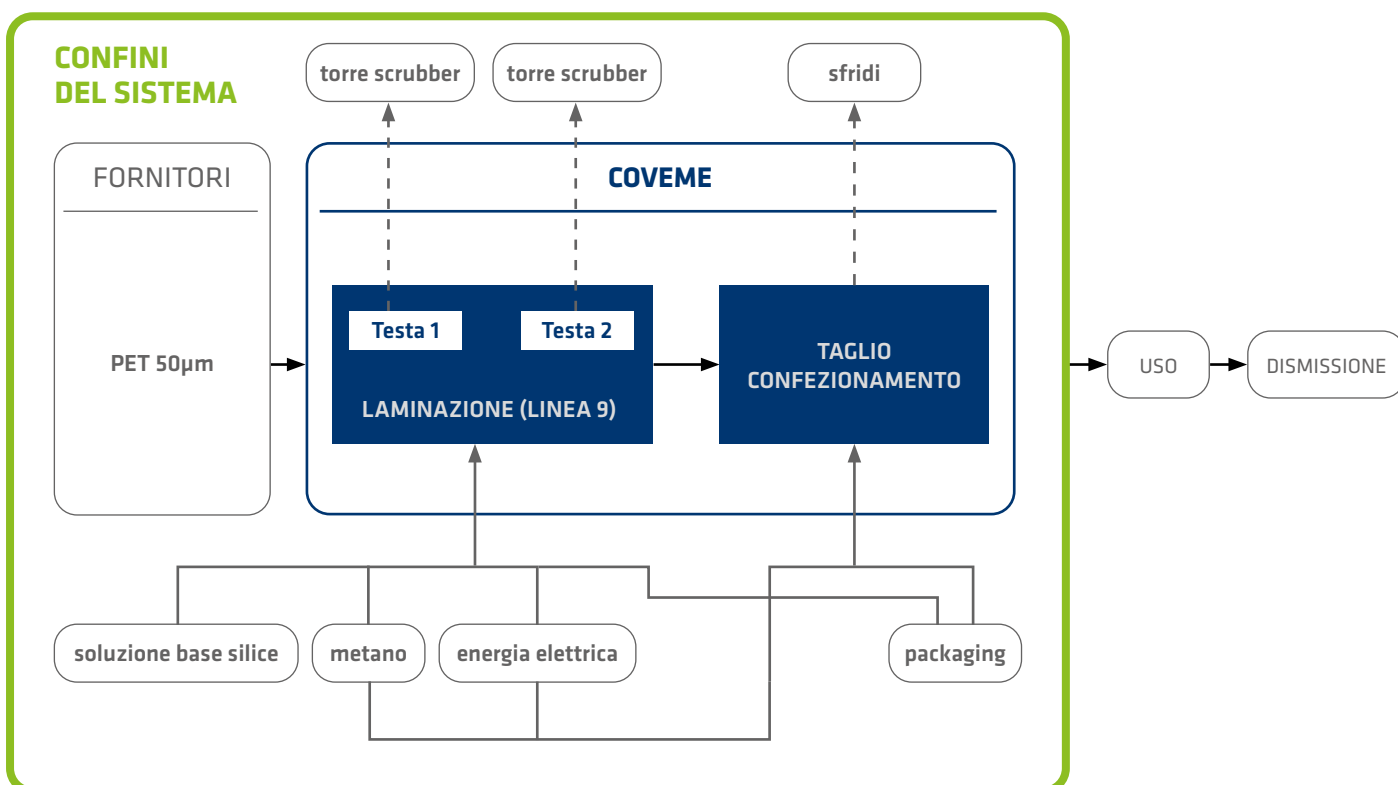 CONFINI
DEL SISTEMA
torre scrubber
torre scrubber
sfridi
FORNITORI
COVEME
PET 50µm
Testa 1
Testa 2
LAMINAZIONE (LINEA 9)
TAGLIO
CONFEZIONAMENTO
USO
DISMISSIONE
soluzione base silice
metano
energia elettrica
packaging